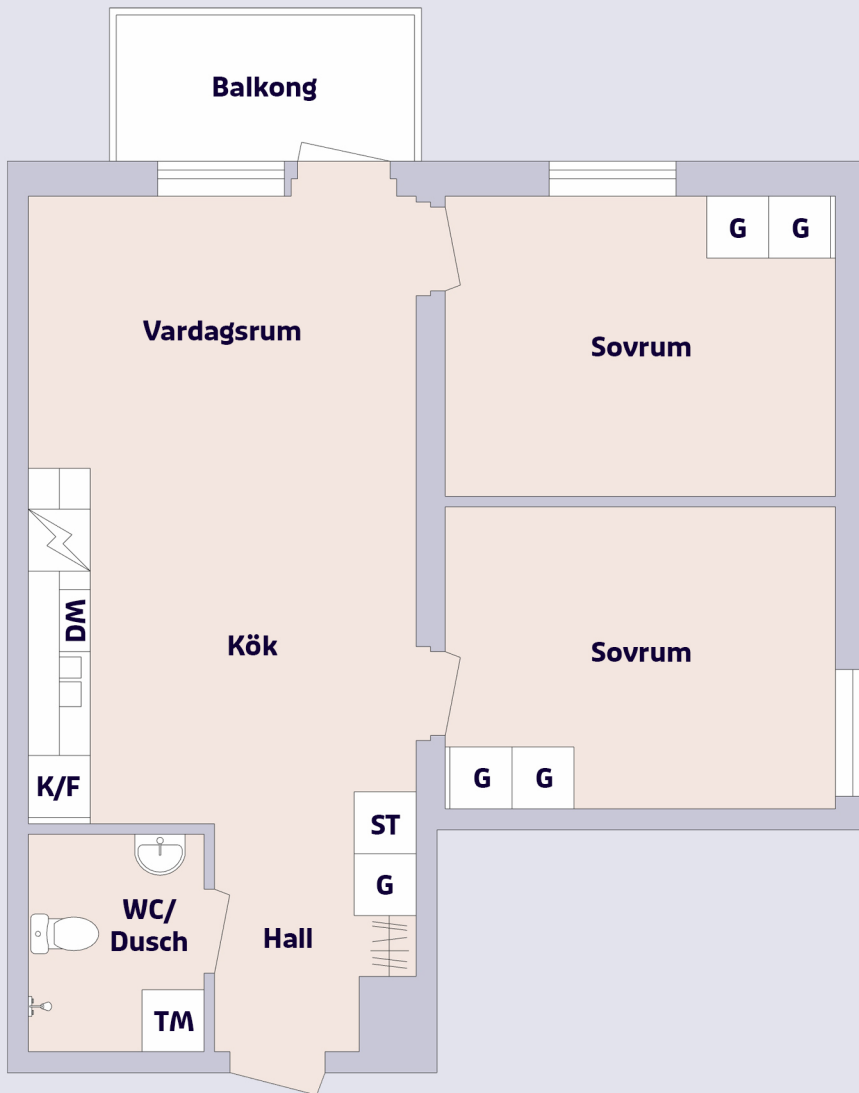 Balkong
G G
Vardagsrum
Sovrum
DM
Kök
Sovrum
K/F
G G
ST
G
WC/
Dusch
Hall
TM